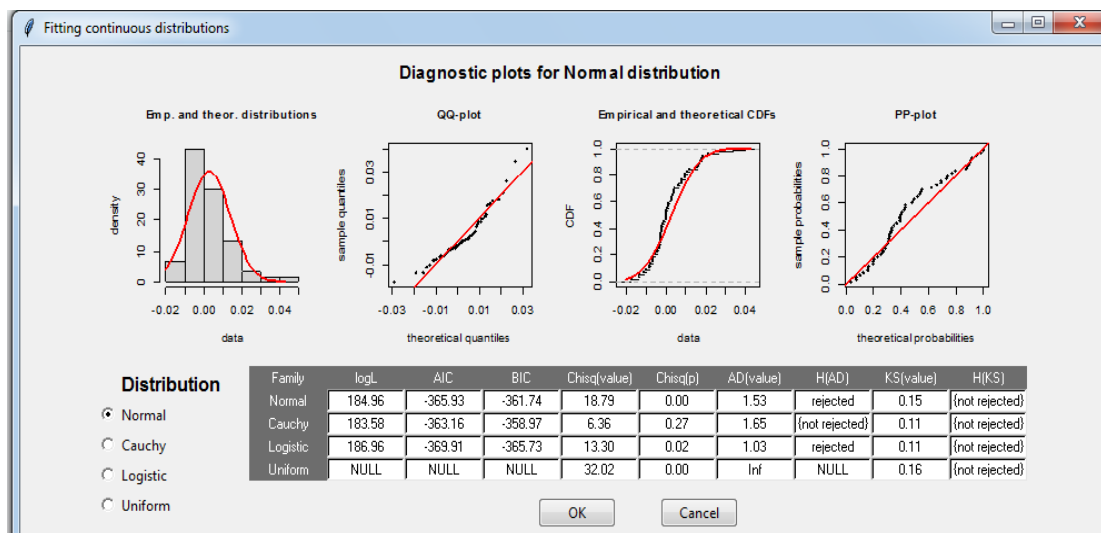 Fitting continuous distributions
Diagnostic plots for Normal distribution
Emp. and theor. distributions
QQ-plot
Empirical and theoretical CDFs
PP-plot
density
0 10 20 30 40
-0.02 0.00 0.02 0.04
data
sample quantiles
-0.01 0.01 0.03
-0.03 -0.01 0.01 0.03
theoretical quantiles
CDF
0.0 0.2 0.4 0.6 0.8 1.0
-0.02 0.00 0.02 0.04
data
sample probabilities
0.0 0.2 0.4 0.6 0.8 1.0
0.0 0.2 0.4 0.6 0.8 1.0
theoretical probabilities
Distribution
Normal
Cauchy
Logistic
Uniform
Family logL AIC BIC Chisq(value) Chisq(p) AD(value) H(AD) KS(value) H(KS)
Normal 184.96 -365.93 -361.74 18.79 0.00 1.53 rejected 0.15 {not rejected}
Cauchy 183.58 -363.16 -358.97 6.36 0.27 1.65 {not rejected} 0.11 {not rejected}
Logistic 186.96 -369.91 -365.73 13.30 0.02 1.03 rejected 0.11 {not rejected}
Uniform NULL NULL NULL 32.02 0.00 Inf NULL 0.16 {not rejected}
OK Cancel